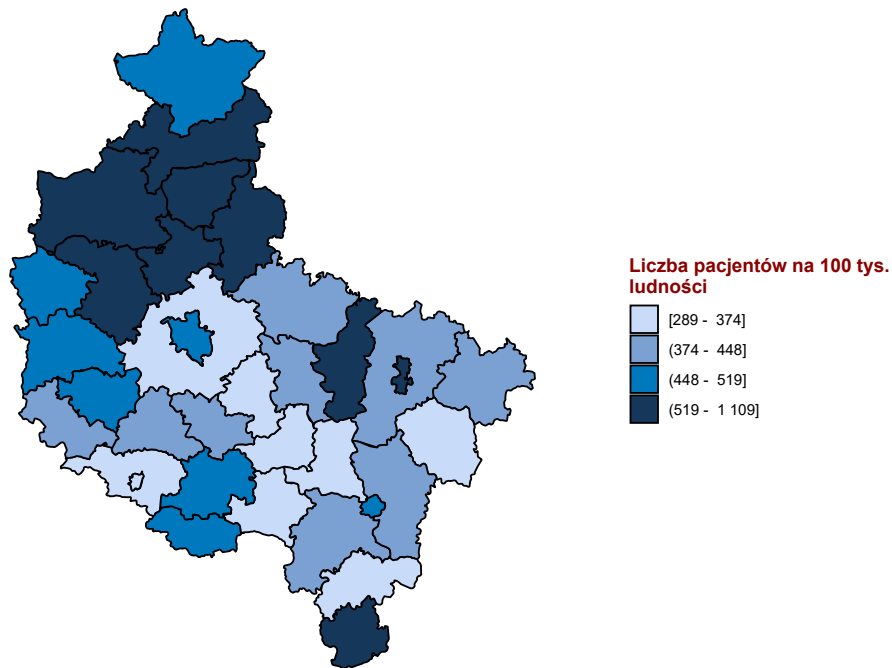 Liczba pacjentów na 100 tys.
ludności
[289 - 374]
(374 - 448]
(448 - 519]
(519 - 1 109]